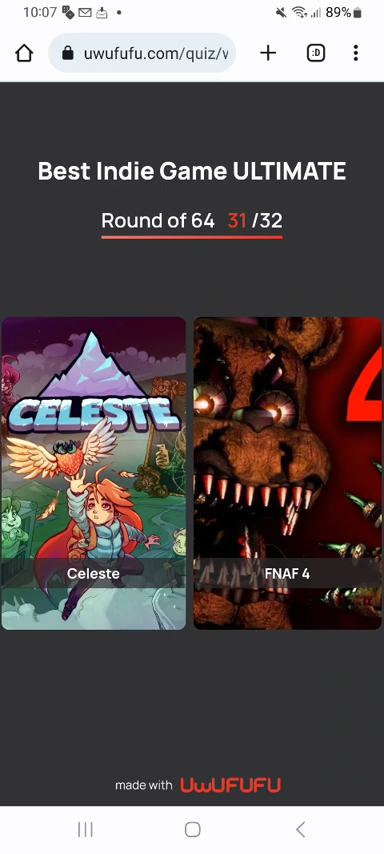 10:07
89%
uwufufu.com/quiz/v
:D
Best Indie Game ULTIMATE
Round of 64 31 /32
CELESTE
4
Celeste
FNAF 4
made with UWUFUFU